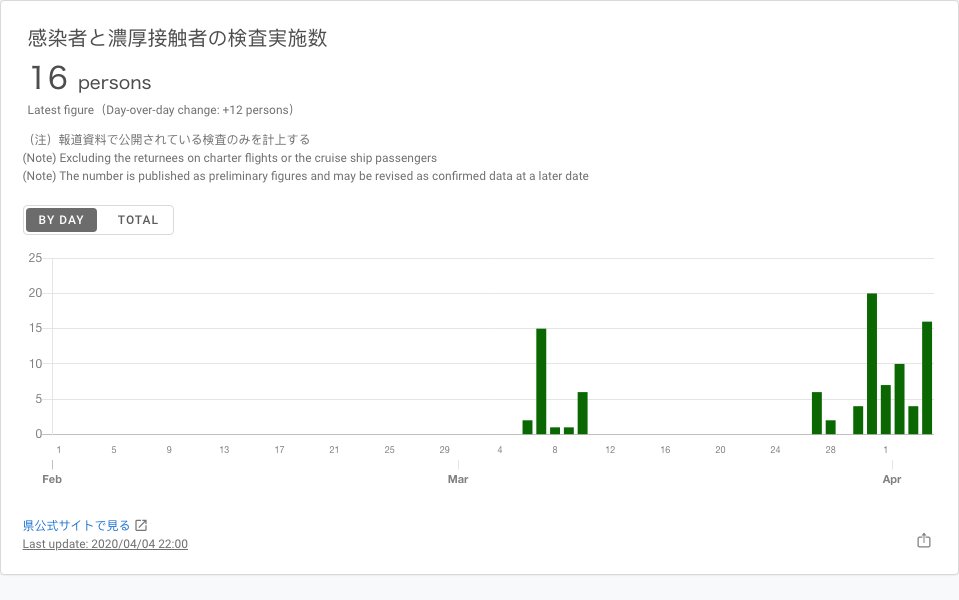 感染者と濃厚接触者の検査実施数
16 persons
Latest figure（Day-over-day change: +12 persons）
（注）報道資料で公開されている検査のみを計上する
(Note) Excluding the returnees on charter flights or the cruise ship passengers
(Note) The number is published as preliminary figures and may be revised as confirmed data at a later date
BY DAY TOTAL
25
20
15
10
5
0
1 5 9 13 17 21 25 29 4 8 12 16 20 24 28 1
Feb Mar Apr
県公式サイトで見る
Last update: 2020/04/04 22:00